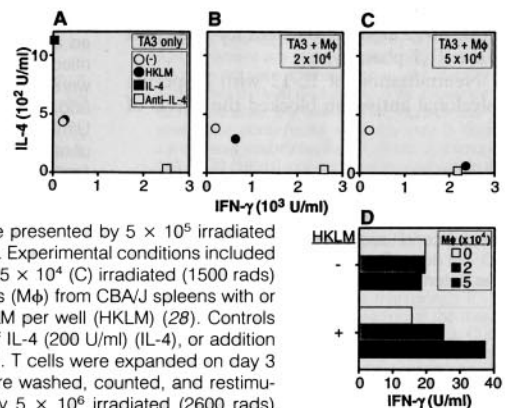 A
B
C
TA3 only
(-)
HKLM
IL-4
Anti–IL-4
TA3 + MΦ
2 x 10⁴
TA3 + MΦ
5 x 10⁴
IL-4 (10² U/ml)
10
5
0
0 1 2 3
0 1 2 3
0 1 2 3
IFN-γ (10³ U/ml)
D
HKLM
-
+
MΦ (x10⁴)
0
2
5
0 10 20 30 40
IFN-γ (U/ml)
presented by 5 × 10⁵ irradiated
. Experimental conditions included
5 × 10⁴ (C) irradiated (1500 rads)
s (Mϕ) from CBA/J spleens with or
M per well (HKLM) (28). Controls
IL-4 (200 U/ml) (IL-4), or addition
. T cells were expanded on day 3
re washed, counted, and restimu-
5 × 10⁶ irradiated (2600 rads)